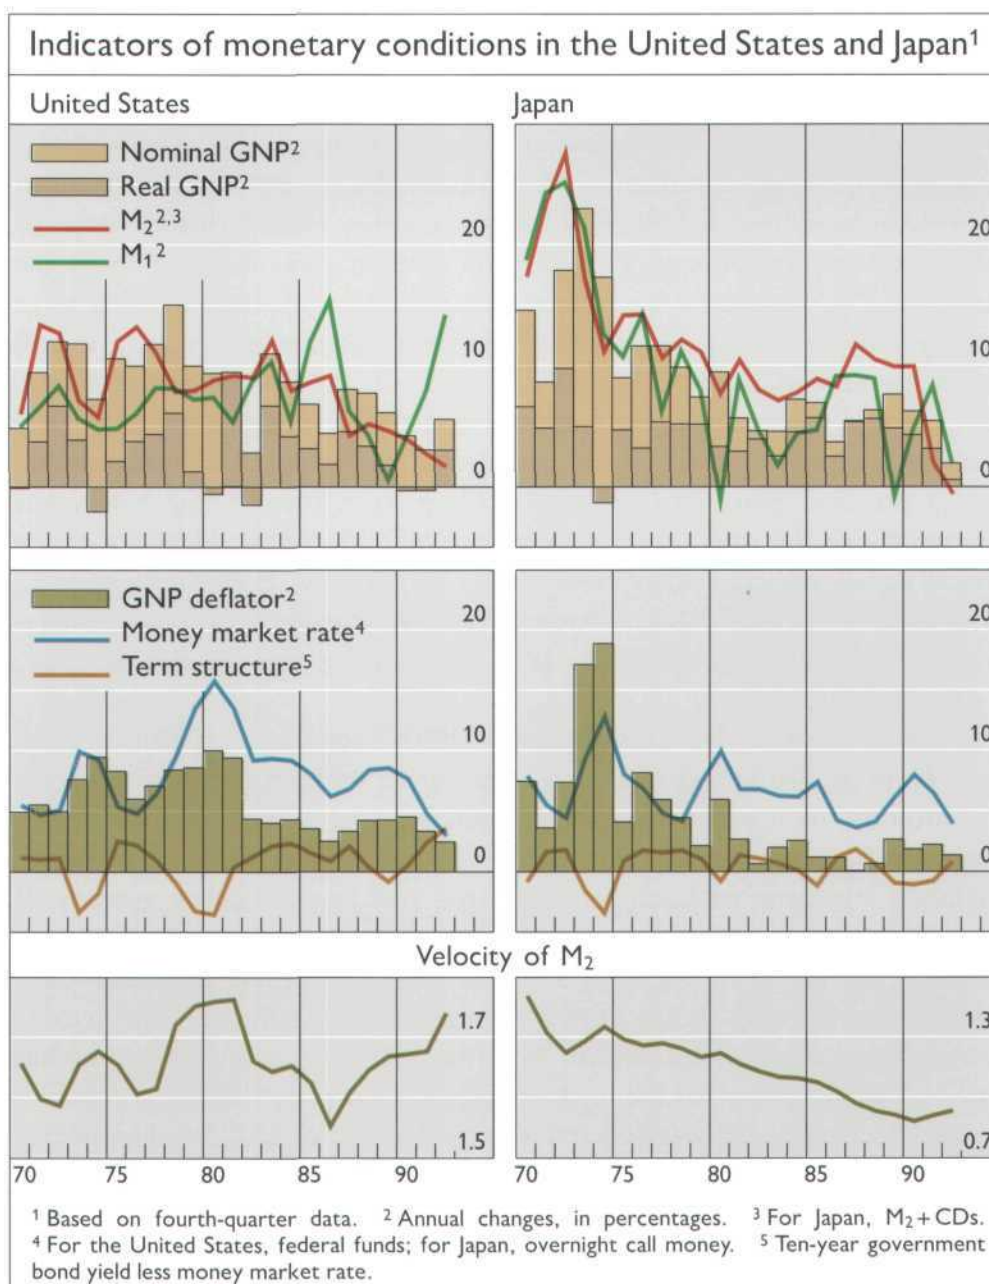 Indicators of monetary conditions in the United States and Japan¹
United States
Japan
Nominal GNP²
Real GNP²
M₂²,³
M₁²
20
10
0
20
10
0
GNP deflator²
Money market rate⁴
Term structure⁵
20
10
0
20
10
0
Velocity of M₂
1.7
1.5
1.3
0.7
70 75 80 85 90
70 75 80 85 90
¹ Based on fourth-quarter data. ² Annual changes, in percentages. ³ For Japan, M₂+CDs.
⁴ For the United States, federal funds; for Japan, overnight call money. ⁵ Ten-year government
bond yield less money market rate.